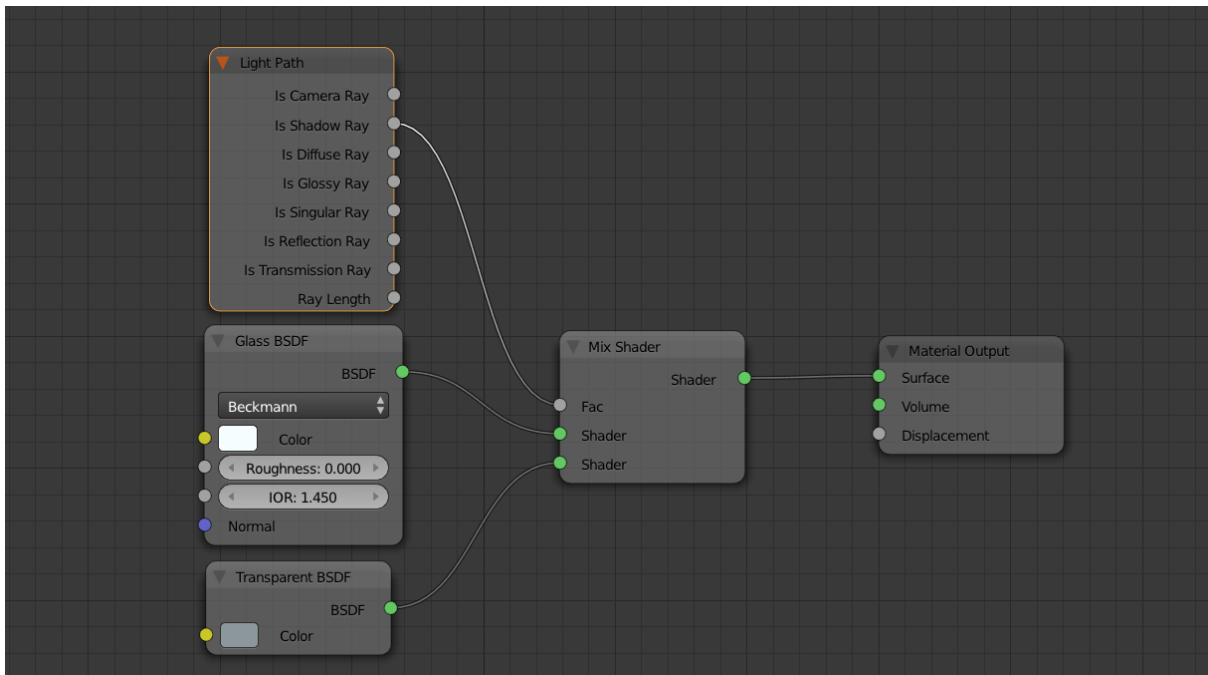 Light Path
Is Camera Ray
Is Shadow Ray
Is Diffuse Ray
Is Glossy Ray
Is Singular Ray
Is Reflection Ray
Is Transmission Ray
Ray Length
Glass BSDF
BSDF
Beckmann
Color
Roughness: 0.000
IOR: 1.450
Normal
Transparent BSDF
BSDF
Color
Mix Shader
Shader
Fac
Shader
Shader
Material Output
Surface
Volume
Displacement